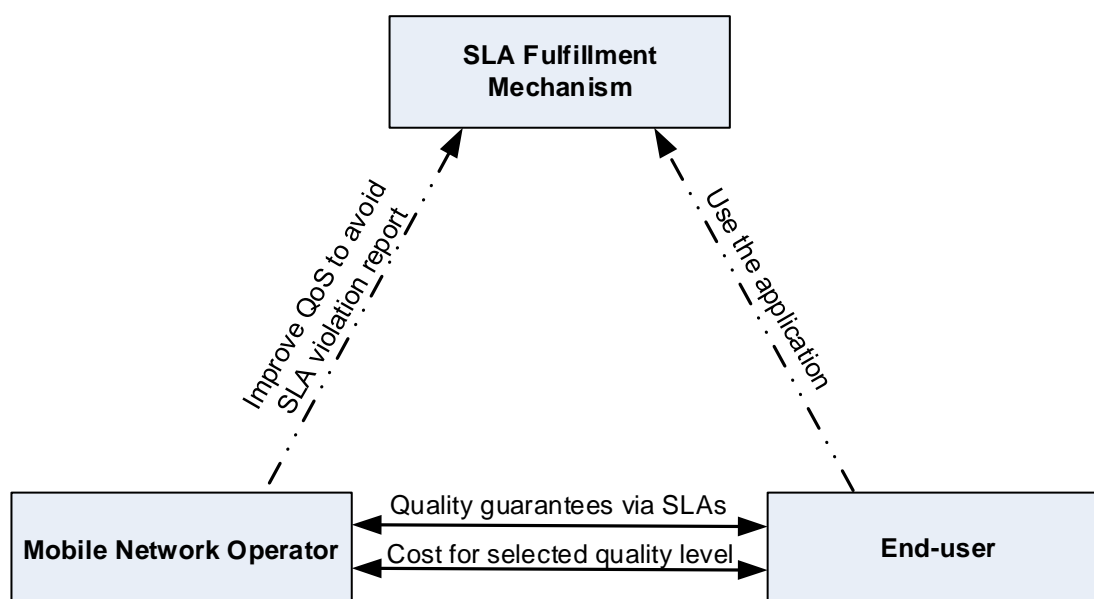 SLA Fulfillment
Mechanism
Improve QoS to avoid
SLA violation report
Use the application
Mobile Network Operator
Quality guarantees via SLAs
Cost for selected quality level
End-user